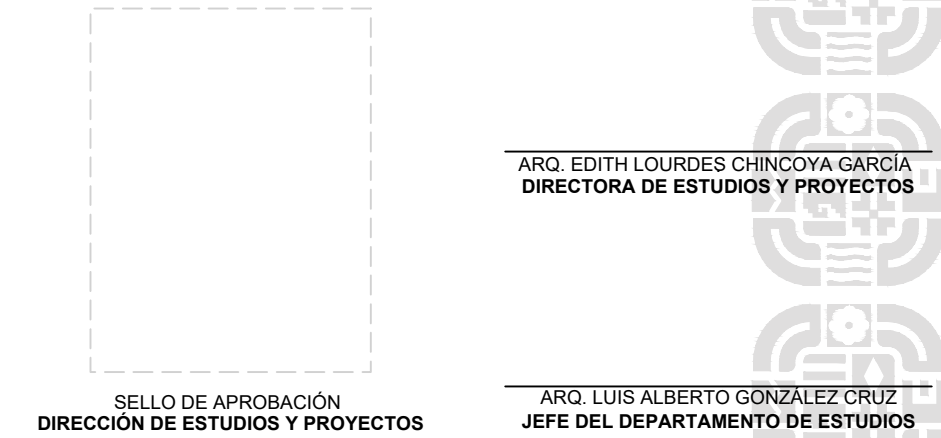 ARQ. EDITH LOURDES CHINCOYA GARCÍA
DIRECTORA DE ESTUDIOS Y PROYECTOS
SELLO DE APROBACIÓN
DIRECCIÓN DE ESTUDIOS Y PROYECTOS
ARQ. LUIS ALBERTO GONZÁLEZ CRUZ
JEFE DEL DEPARTAMENTO DE ESTUDIOS